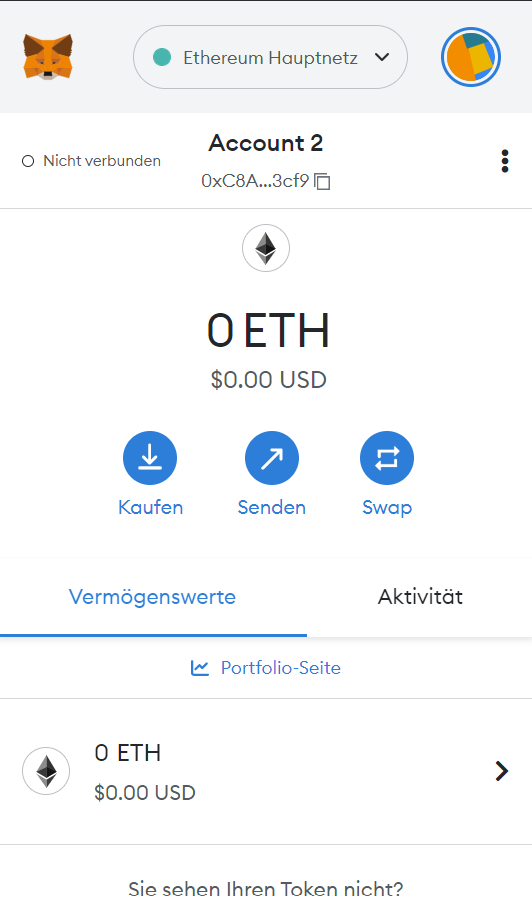 Ethereum Hauptnetz
Nicht verbunden
Account 2
0xC8A...3cf9
0 ETH
$0.00 USD
Kaufen
Senden
Swap
Vermögenswerte
Aktivität
Portfolio-Seite
0 ETH
$0.00 USD
Sie sehen Ihren Token nicht?